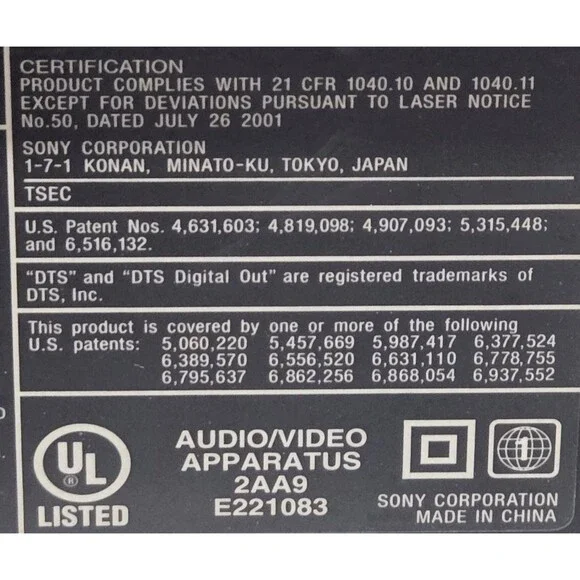 CERTIFICATION
PRODUCT COMPLIES WITH 21 CFR 1040.10 AND 1040.11
EXCEPT FOR DEVIATIONS PURSUANT TO LASER NOTICE
No.50, DATED JULY 26 2001
SONY CORPORATION
1-7-1 KONAN, MINATO-KU, TOKYO, JAPAN
TSEC
U.S. Patent Nos. 4,631,603; 4,819,098; 4,907,093; 5,315,448;
and 6,516,132.
"DTS" and "DTS Digital Out" are registered trademarks of
DTS, Inc.
This product is covered by one or more of the following
U.S. patents: 5,060,220 5,457,669 5,987,417 6,377,524
6,389,570 6,556,520 6,631,110 6,778,755
6,795,637 6,862,256 6,868,054 6,937,552
UL ®
LISTED
AUDIO/VIDEO
APPARATUS
2AA9
E221083
1
SONY CORPORATION
MADE IN CHINA